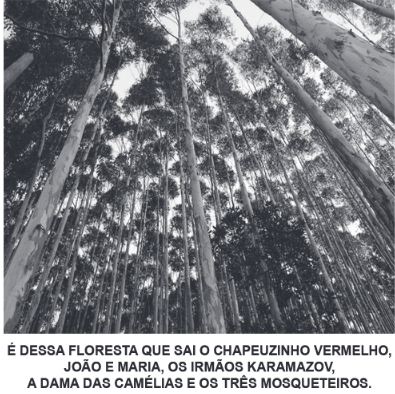 É DESSA FLORESTA QUE SAI O CHAPEUZINHO VERMELHO,
JOÃO E MARIA, OS IRMÃOS KARAMAZOV,
A DAMA DAS CAMÉLIAS E OS TRÊS MOSQUETEIROS.